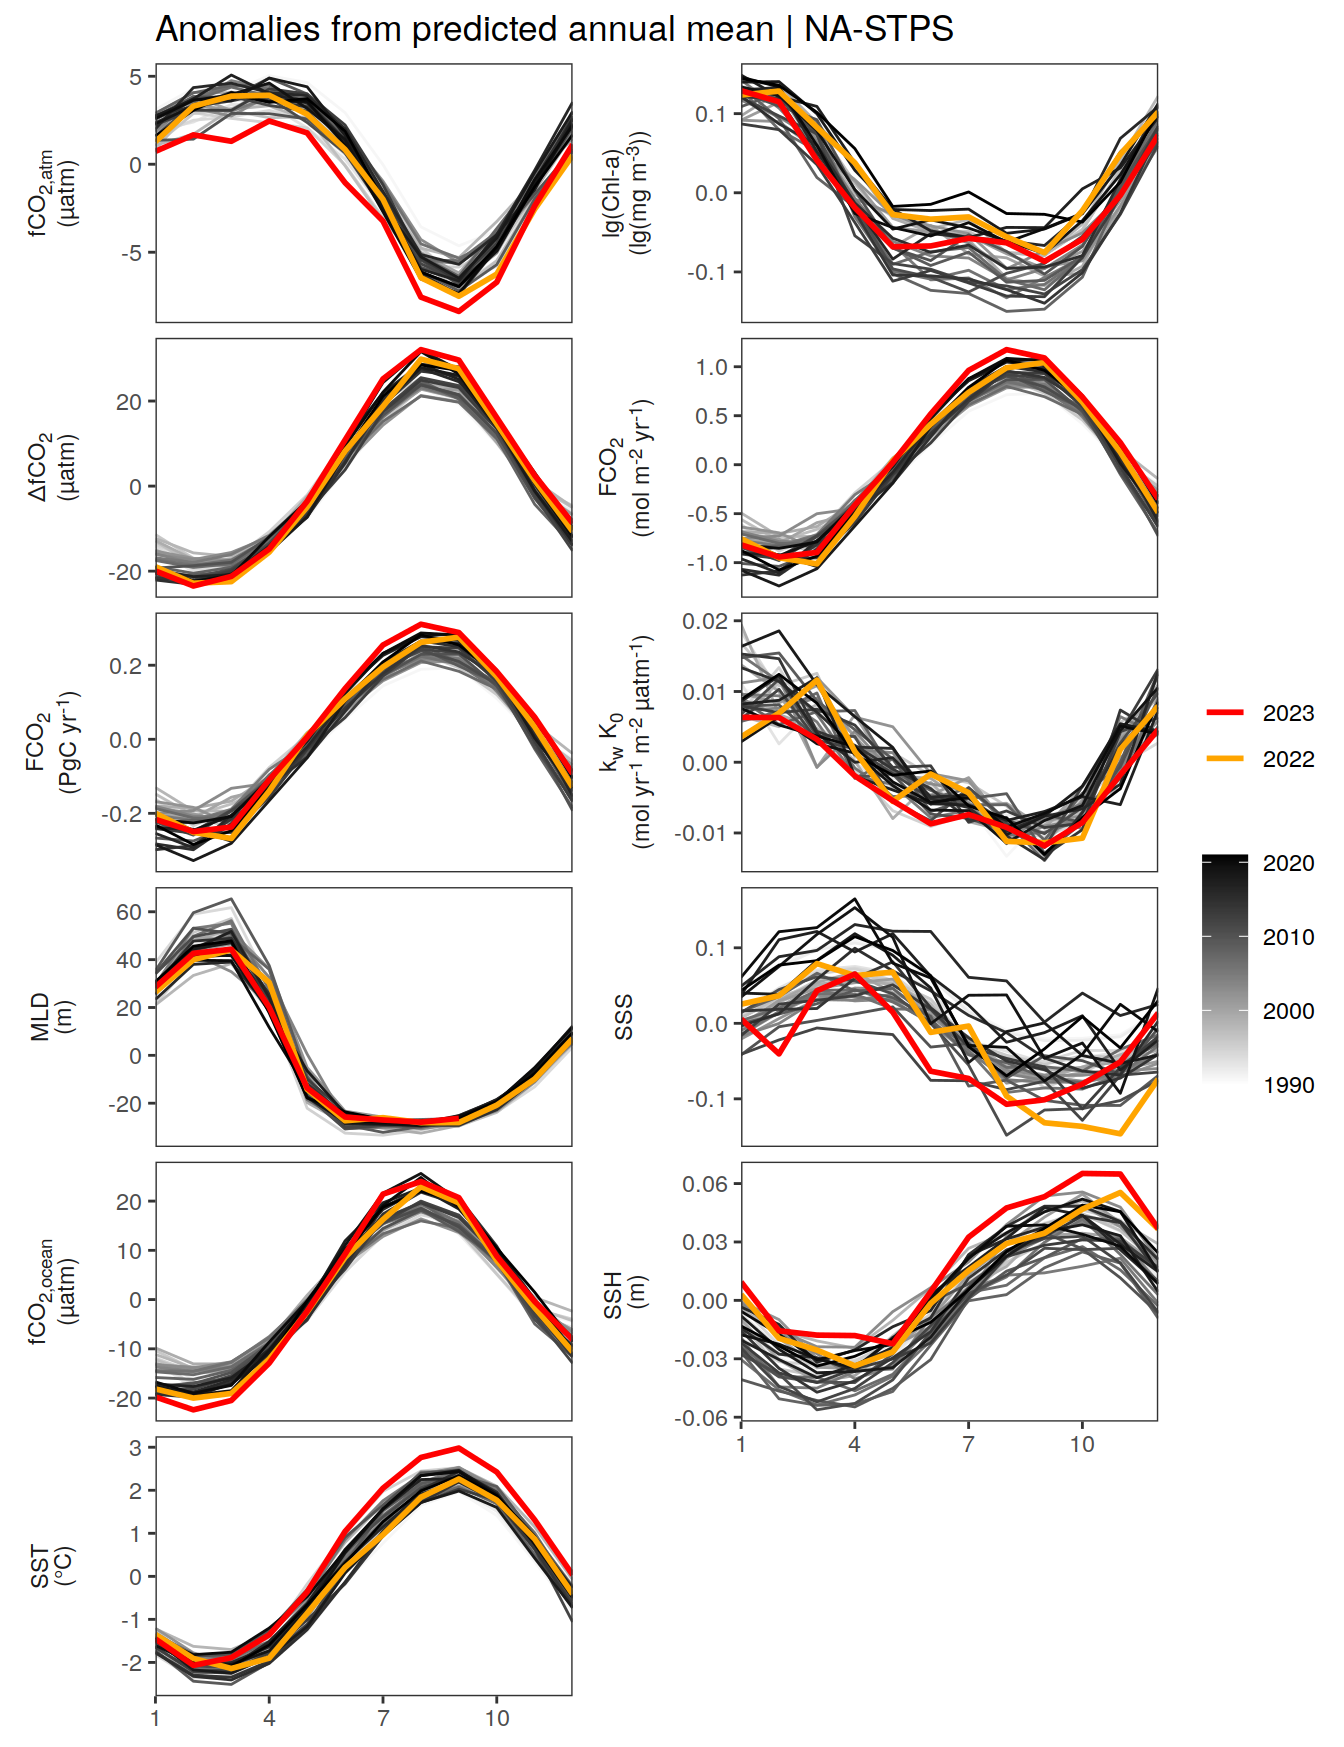 Anomalies from predicted annual mean | NA-STPS
fCO2,atm
(µatm)
5
0
-5
lg(Chl-a)
(lg(mg m-3))
0.1
0.0
-0.1
ΔfCO2
(µatm)
20
0
-20
FCO2
(mol m-2 yr-1)
1.0
0.5
0.0
-0.5
-1.0
FCO2
(PgC yr-1)
0.2
0.0
-0.2
kw K0
(mol yr-1 m-2 µatm-1)
0.02
0.01
0.00
-0.01
MLD
(m)
60
40
20
0
-20
SSS
0.1
0.0
-0.1
fCO2,ocean
(µatm)
20
10
0
-10
-20
SSH
(m)
0.06
0.03
0.00
-0.03
-0.06
1 4 7 10
SST
(°C)
3
2
1
0
-1
-2
1 4 7 10
2023
2022
2020
2010
2000
1990